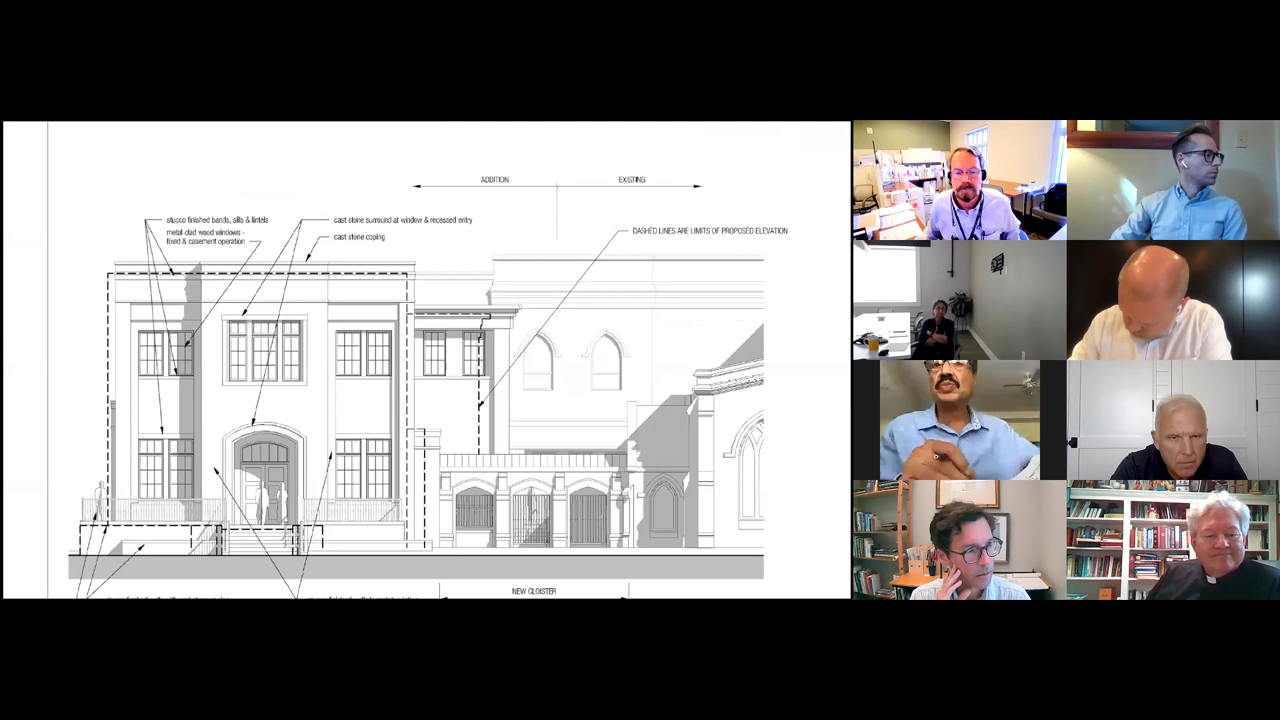 ADDITION
EXISTING
stucco finished bands, sills & lintels
metal clad wood windows -
fixed & casement operation
cast stone surround at window & recessed entry
cast stone coping
DASHED LINES ARE LIMITS OF PROPOSED ELEVATION
NEW CLOISTER